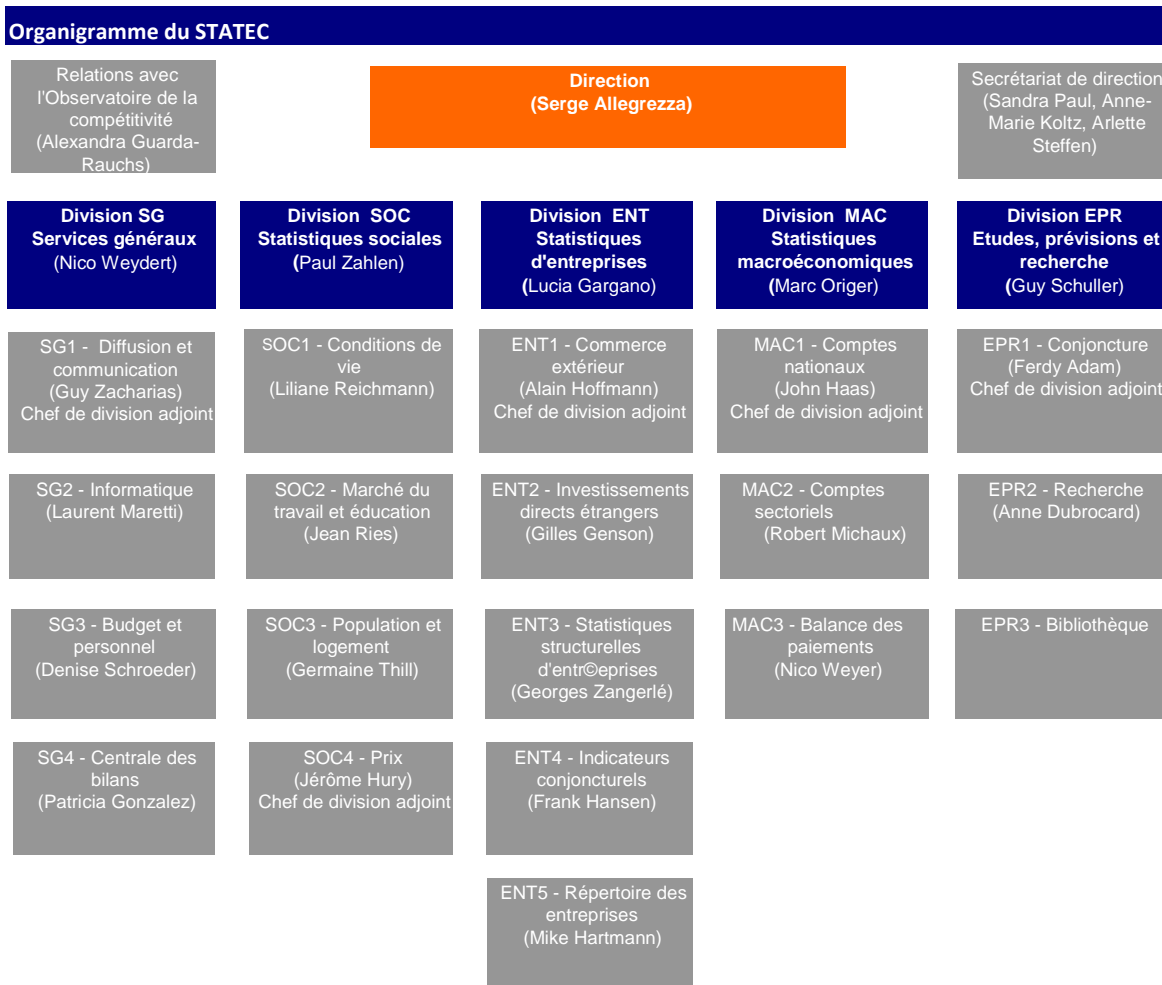 Organigramme du STATEC
Relations avec
l'Observatoire de la
compétitivité
(Alexandra Guarda-
Rauchs)
Direction
(Serge Allegrezza)
Secrétariat de direction
(Sandra Paul, Anne-
Marie Koltz, Arlette
Steffen)
Division SG
Services généraux
(Nico Weydert)
Division SOC
Statistiques sociales
(Paul Zahlen)
Division ENT
Statistiques
d'entreprises
(Lucia Gargano)
Division MAC
Statistiques
macroéconomiques
(Marc Origer)
Division EPR
Etudes, prévisions et
recherche
(Guy Schuller)
SG1 - Diffusion et
communication
(Guy Zacharias)
Chef de division adjoint
SOC1 - Conditions de
vie
(Liliane Reichmann)
ENT1 - Commerce
extérieur
(Alain Hoffmann)
Chef de division adjoint
MAC1 - Comptes
nationaux
(John Haas)
Chef de division adjoint
EPR1 - Conjoncture
(Ferdy Adam)
Chef de division adjoint
SG2 - Informatique
(Laurent Maretti)
SOC2 - Marché du
travail et éducation
(Jean Ries)
ENT2 - Investissements
directs étrangers
(Gilles Genson)
MAC2 - Comptes
sectoriels
(Robert Michaux)
EPR2 - Recherche
(Anne Dubrocard)
SG3 - Budget et
personnel
(Denise Schroeder)
SOC3 - Population et
logement
(Germaine Thill)
ENT3 - Statistiques
structurelles
d'entr©eprises
(Georges Zangerlé)
MAC3 - Balance des
paiements
(Nico Weyer)
EPR3 - Bibliothèque
SG4 - Centrale des
bilans
(Patricia Gonzalez)
SOC4 - Prix
(Jérôme Hury)
Chef de division adjoint
ENT4 - Indicateurs
conjoncturels
(Frank Hansen)
ENT5 - Répertoire des
entreprises
(Mike Hartmann)